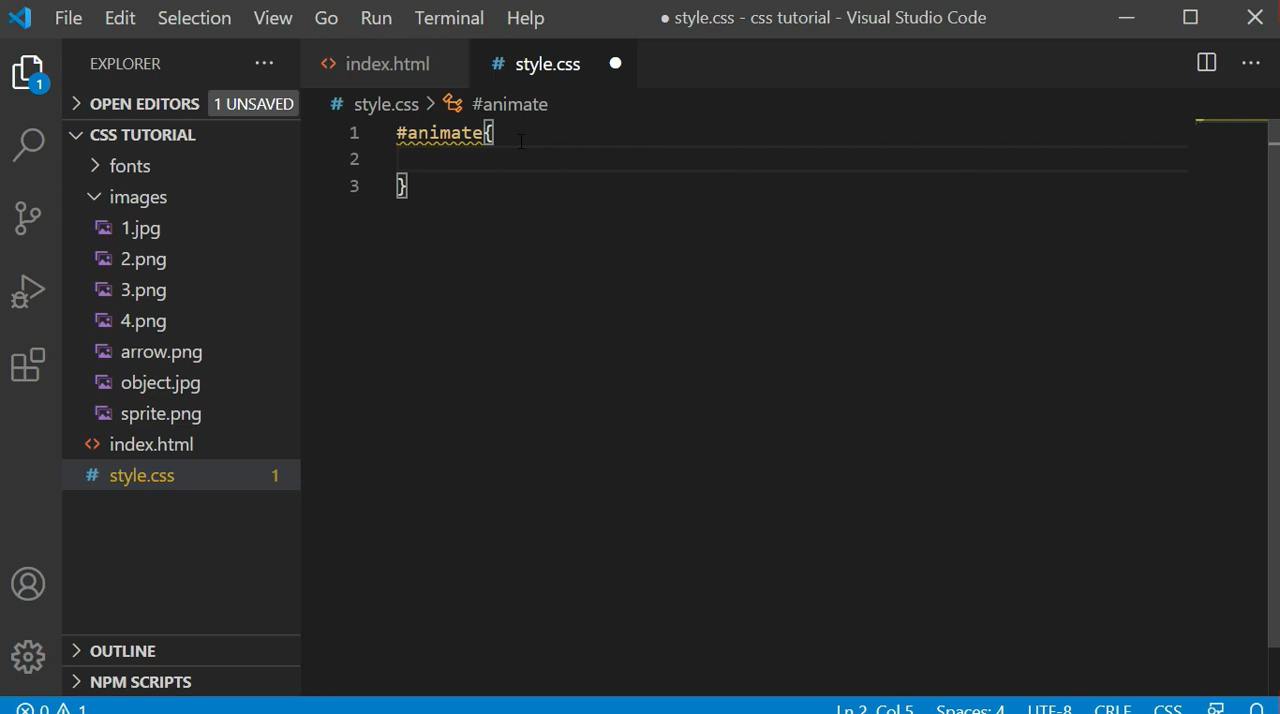 File Edit Selection View Go Run Terminal Help ● style.css - css tutorial - Visual Studio Code
EXPLORER
OPEN EDITORS 1 UNSAVED
CSS TUTORIAL
fonts
images
1.jpg
2.png
3.png
4.png
arrow.png
object.jpg
sprite.png
index.html
style.css 1
OUTLINE
NPM SCRIPTS
1
index.html # style.css
# style.css > #animate
1 #animate{
2
3 }
0 1 Ln 2, Col 5 Spaces: 4 UTF-8 CRLF CSS